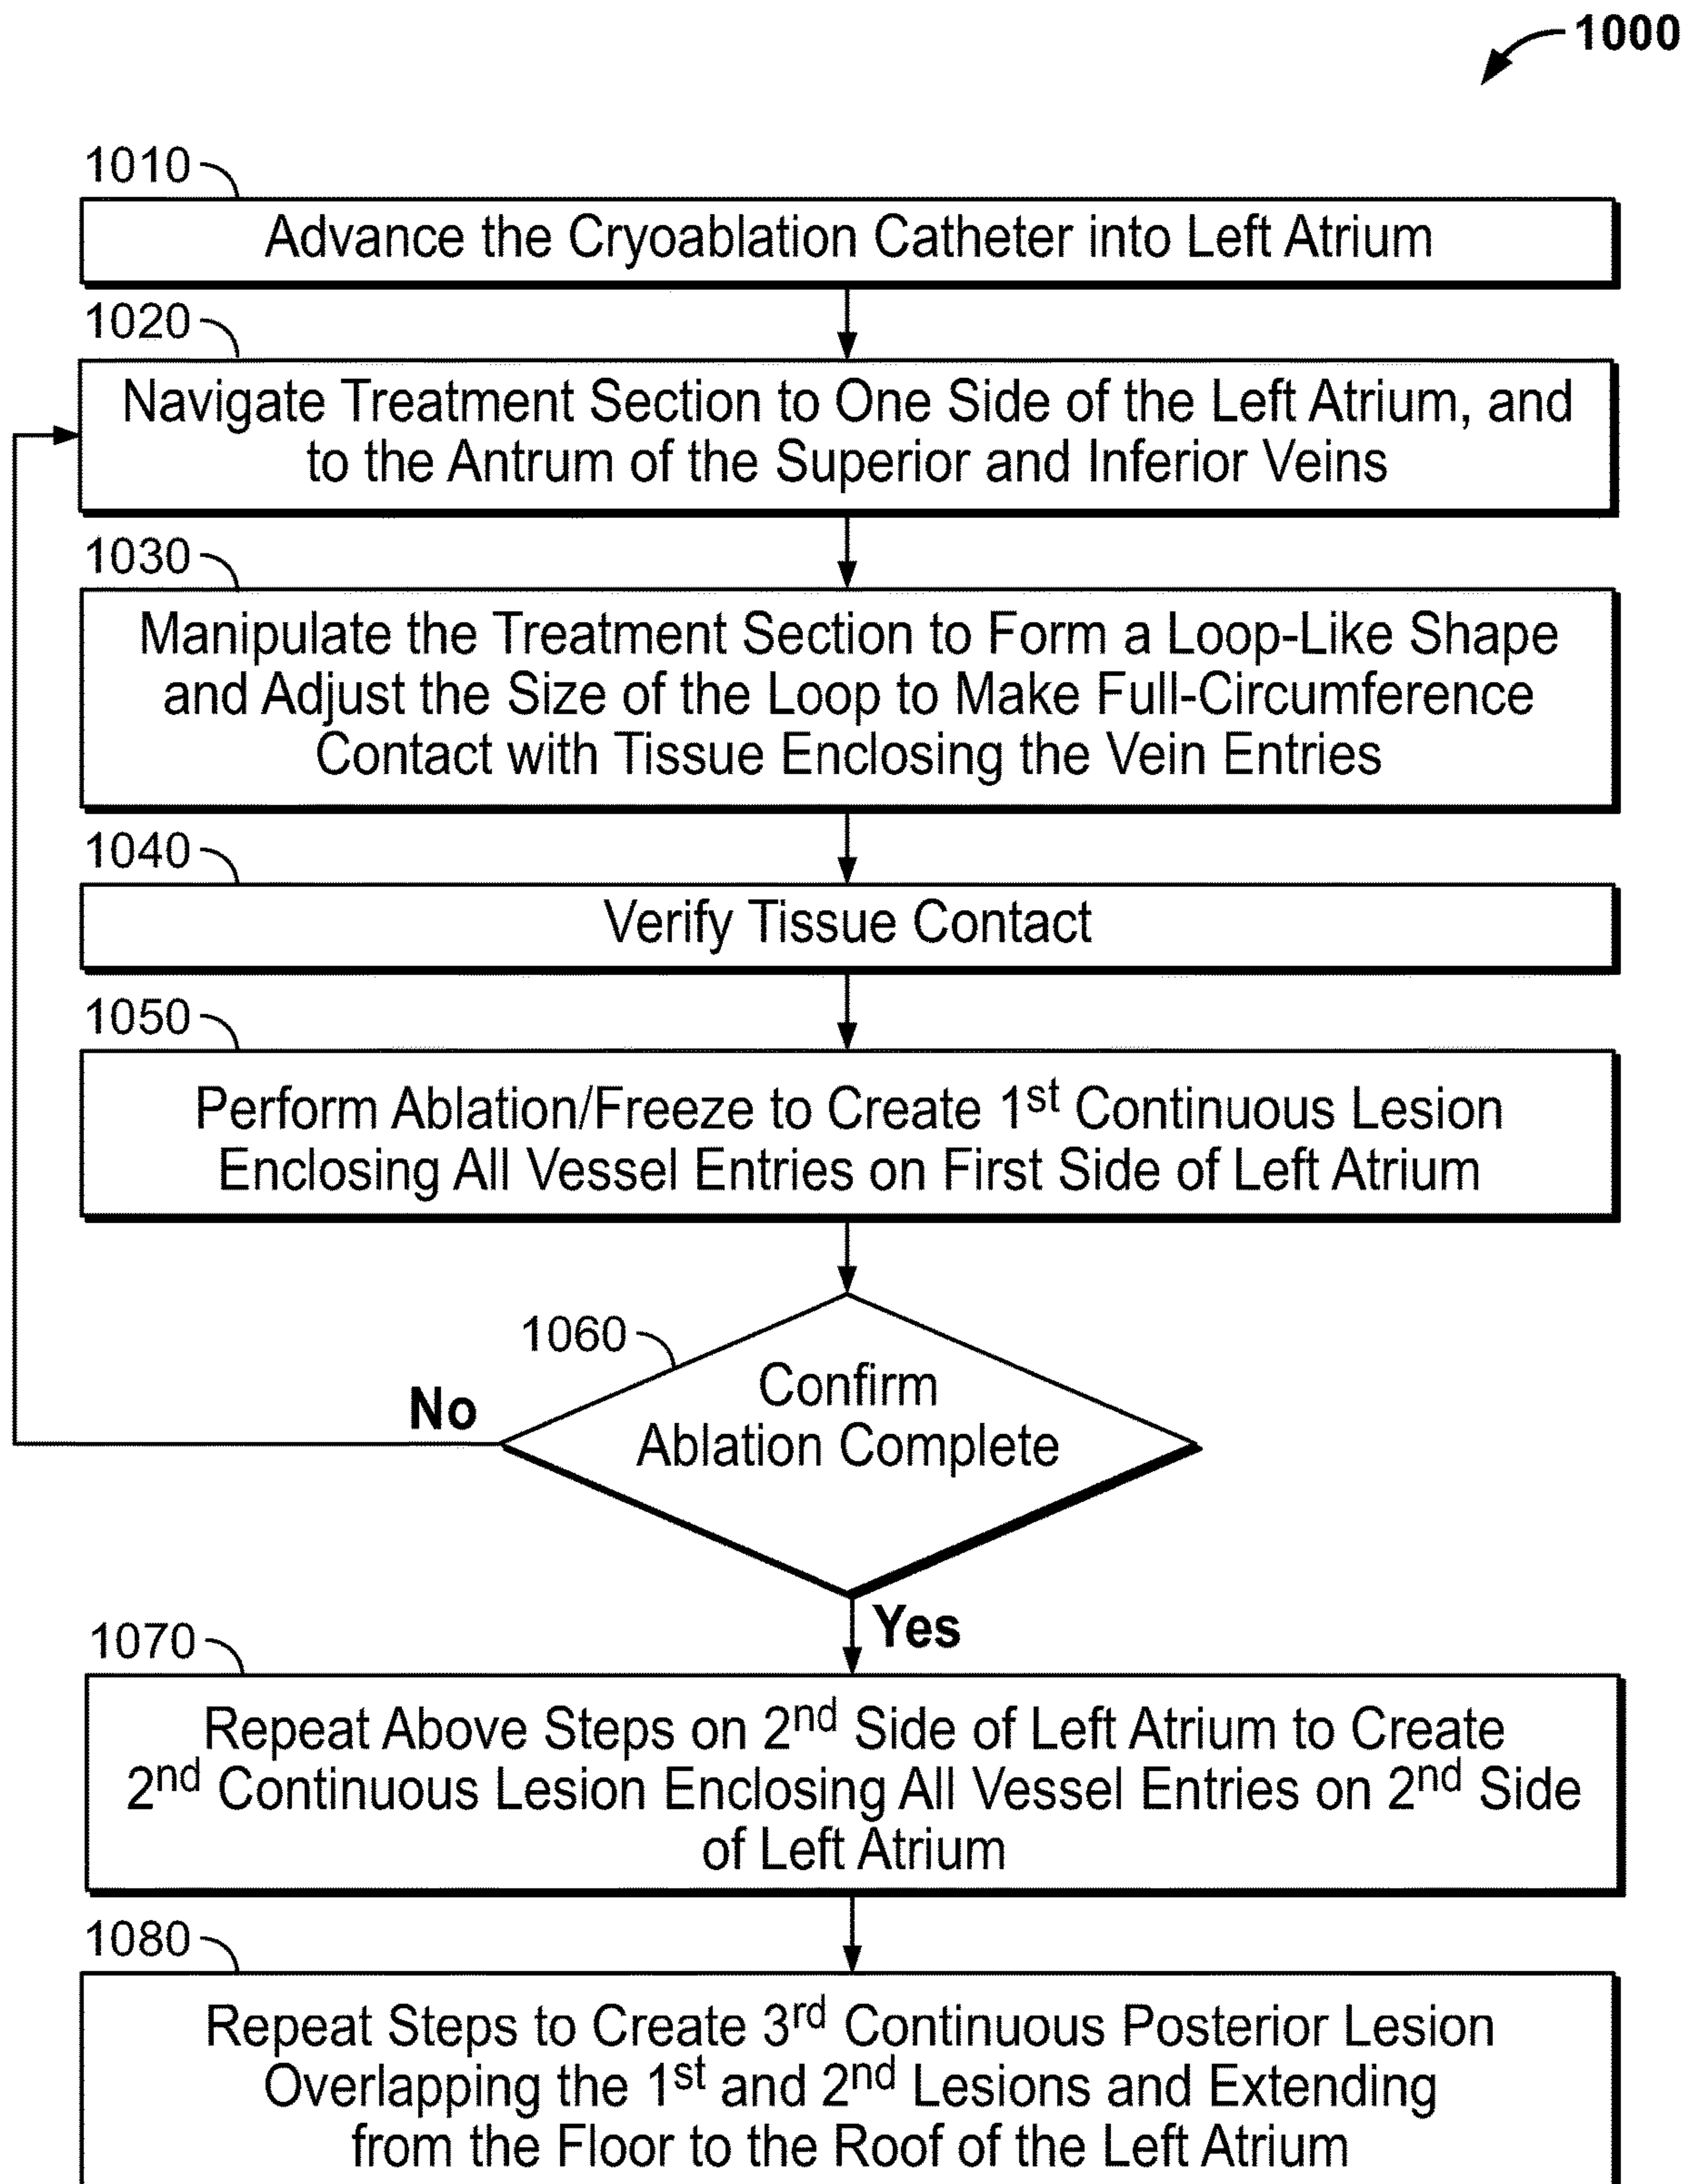 1000
1010
Advance the Cryoablation Catheter into Left Atrium
1020
Navigate Treatment Section to One Side of the Left Atrium, and
to the Antrum of the Superior and Inferior Veins
1030
Manipulate the Treatment Section to Form a Loop-Like Shape
and Adjust the Size of the Loop to Make Full-Circumference
Contact with Tissue Enclosing the Vein Entries
1040
Verify Tissue Contact
1050
Perform Ablation/Freeze to Create 1st Continuous Lesion
Enclosing All Vessel Entries on First Side of Left Atrium
1060
Confirm
Ablation Complete
No
Yes
1070
Repeat Above Steps on 2nd Side of Left Atrium to Create
2nd Continuous Lesion Enclosing All Vessel Entries on 2nd Side
of Left Atrium
1080
Repeat Steps to Create 3rd Continuous Posterior Lesion
Overlapping the 1st and 2nd Lesions and Extending
from the Floor to the Roof of the Left Atrium